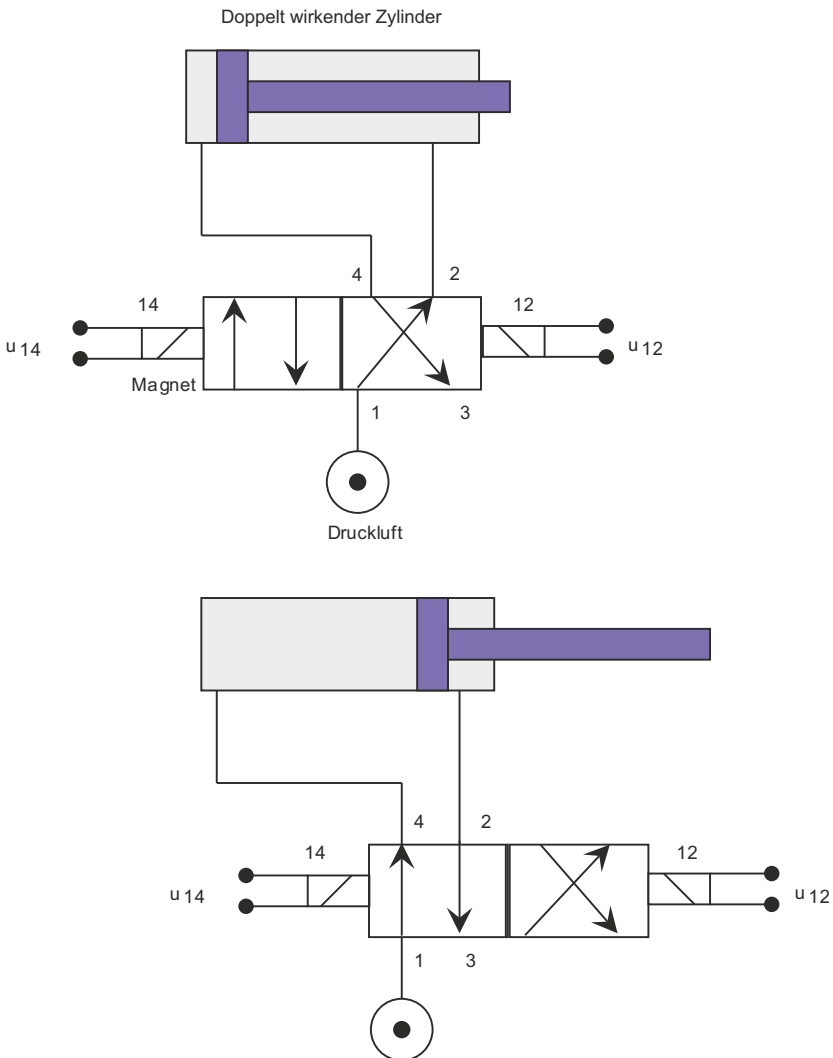 Doppelt wirkender Zylinder
4 2
14 12
u 14 u 12
Magnet
1 3
Druckluft
4 2
14 12
u 14 u 12
1 3